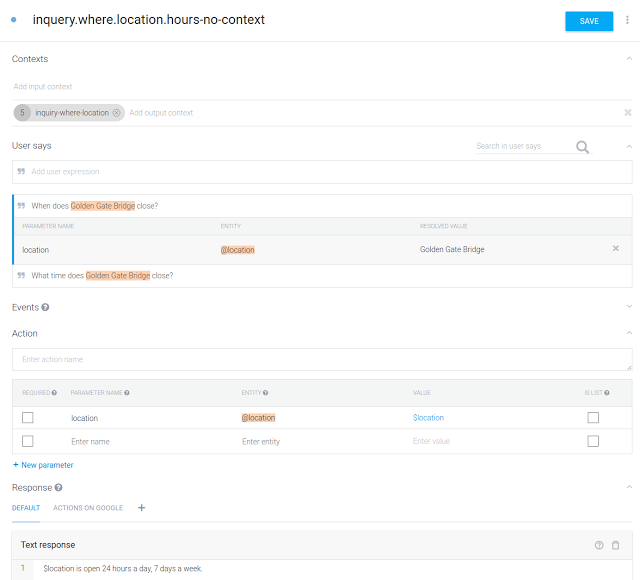 inquery.where.location.hours-no-context
SAVE
Contexts
Add input context
5 inquiry-where-location Add output context
User says Search in user says
Add user expression
When does Golden Gate Bridge close?
PARAMETER NAME ENTITY RESOLVED VALUE
location @location Golden Gate Bridge
What time does Golden Gate Bridge close?
Events
Action
Enter action name
REQUIRED PARAMETER NAME ENTITY VALUE IS LIST
location @location $location
Enter name Enter entity Enter value
+ New parameter
Response
DEFAULT ACTIONS ON GOOGLE +
Text response
1 $location is open 24 hours a day, 7 days a week.